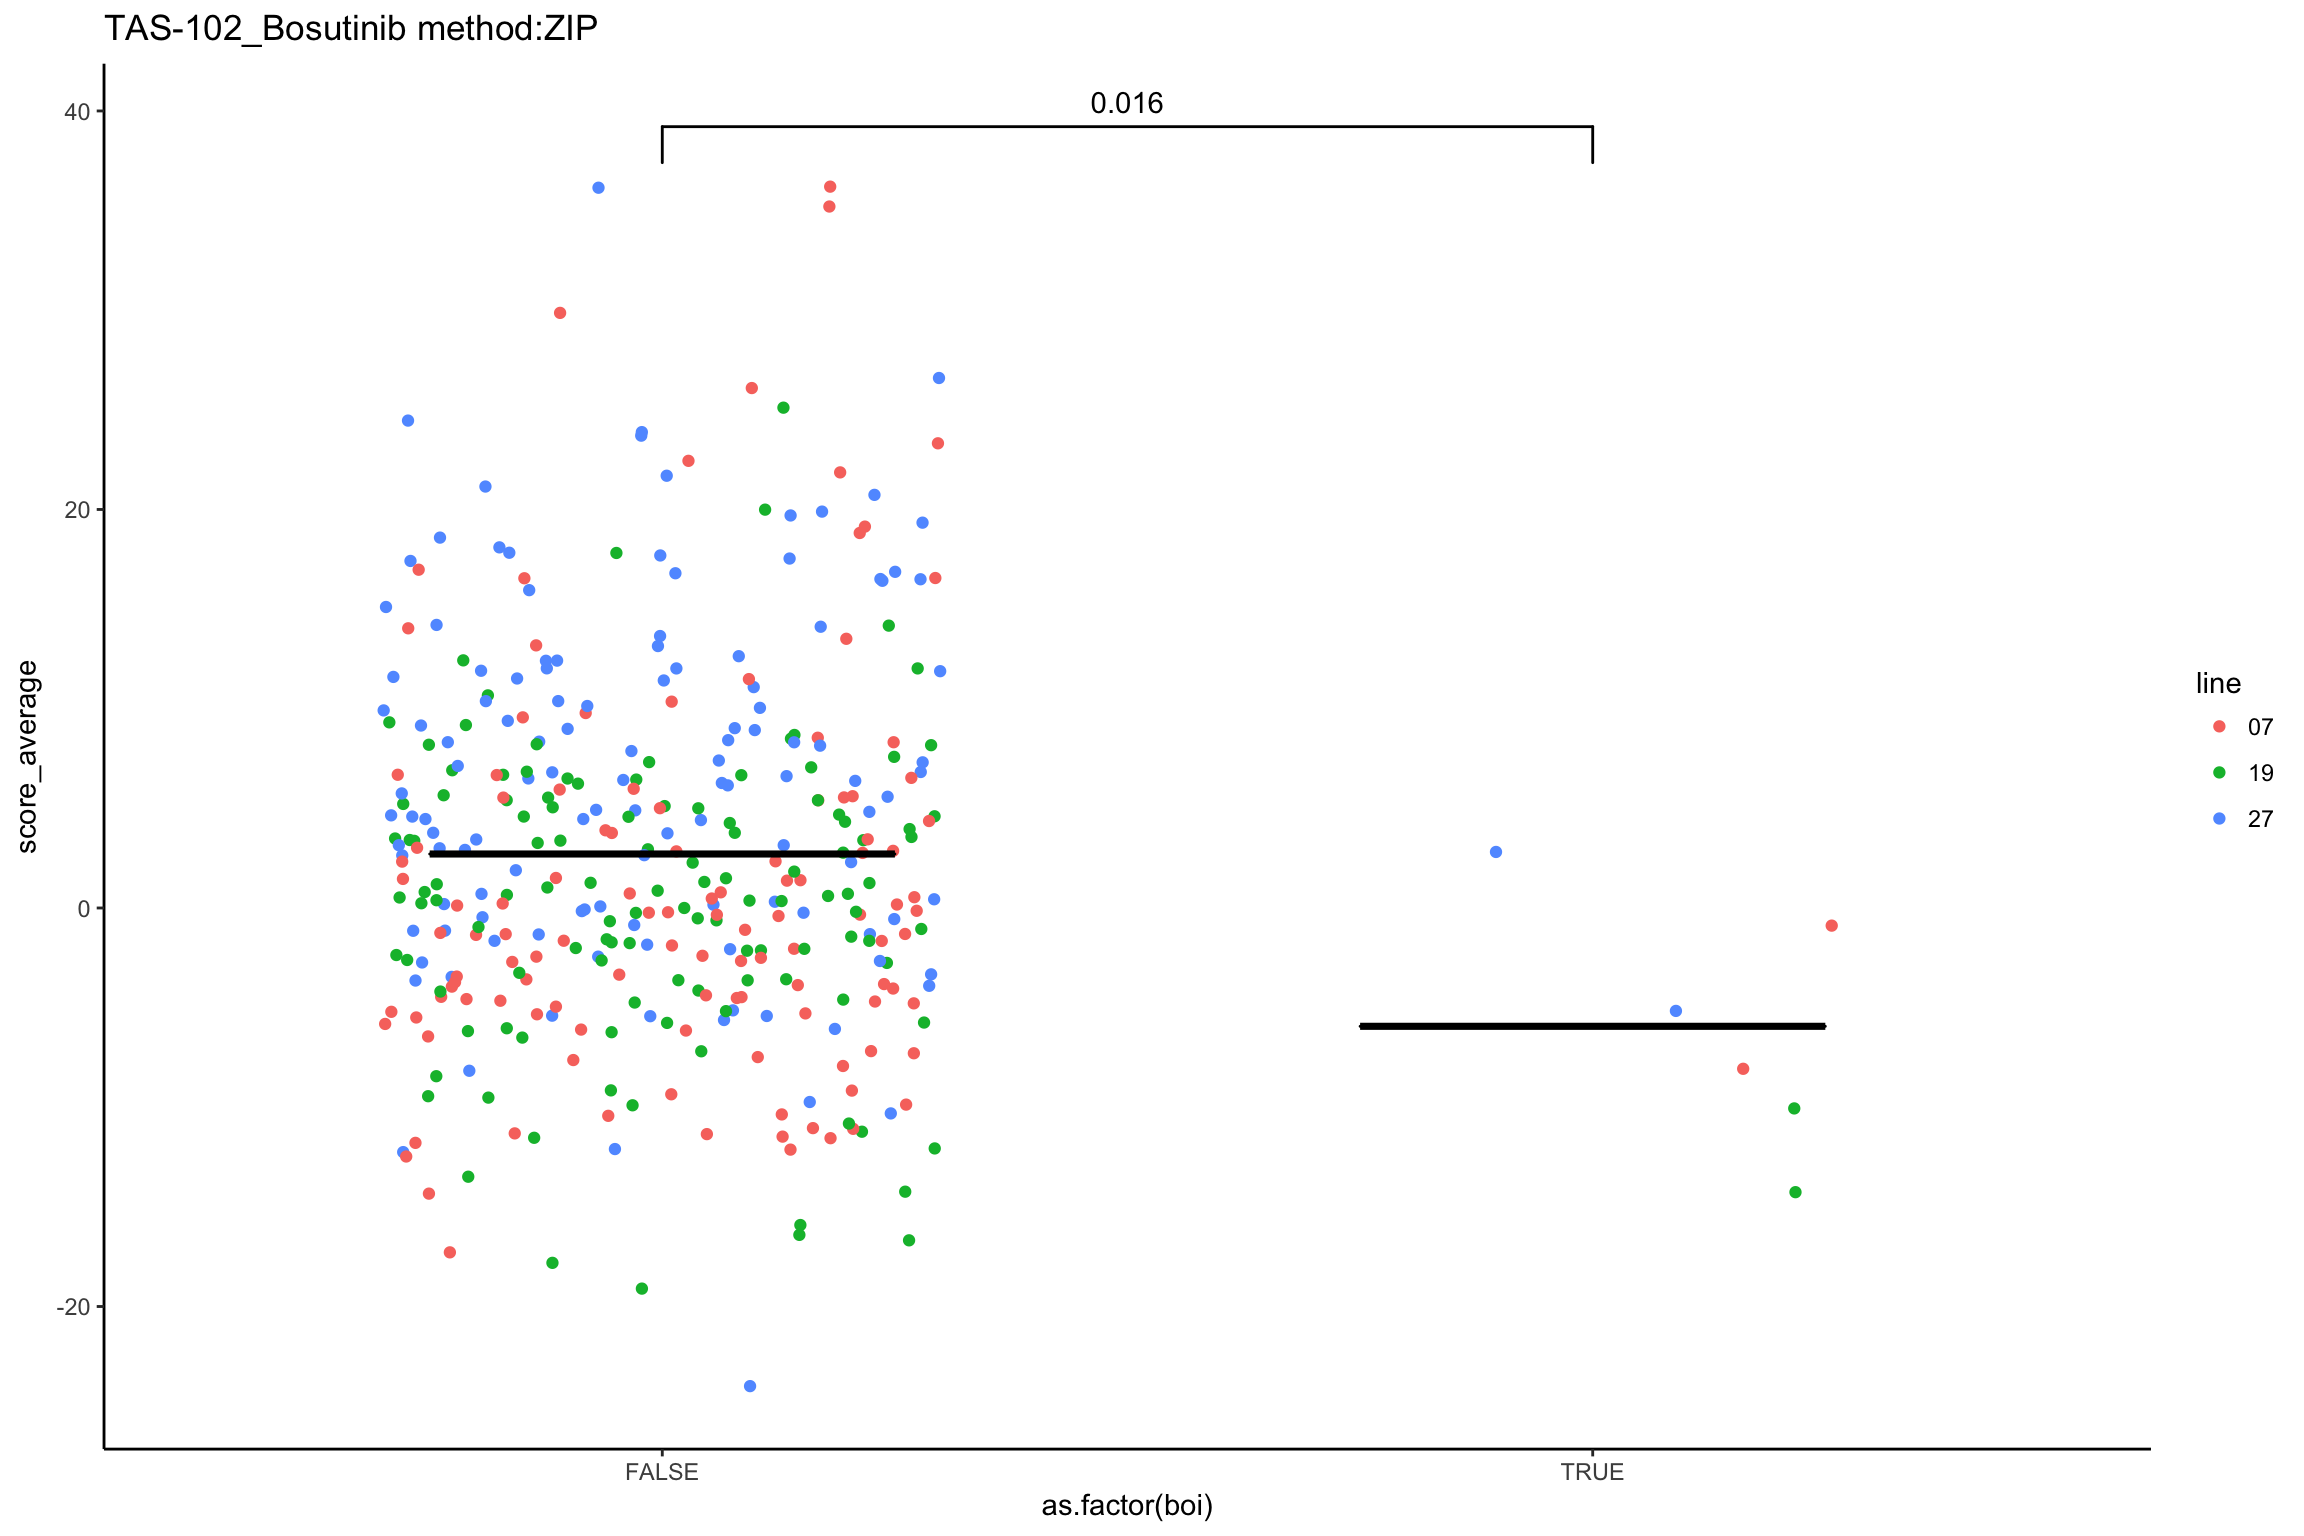 TAS-102_Bosutinib method:ZIP
0.016
40
20
0
-20
score_average
FALSE
TRUE
as.factor(boi)
line
07
19
27